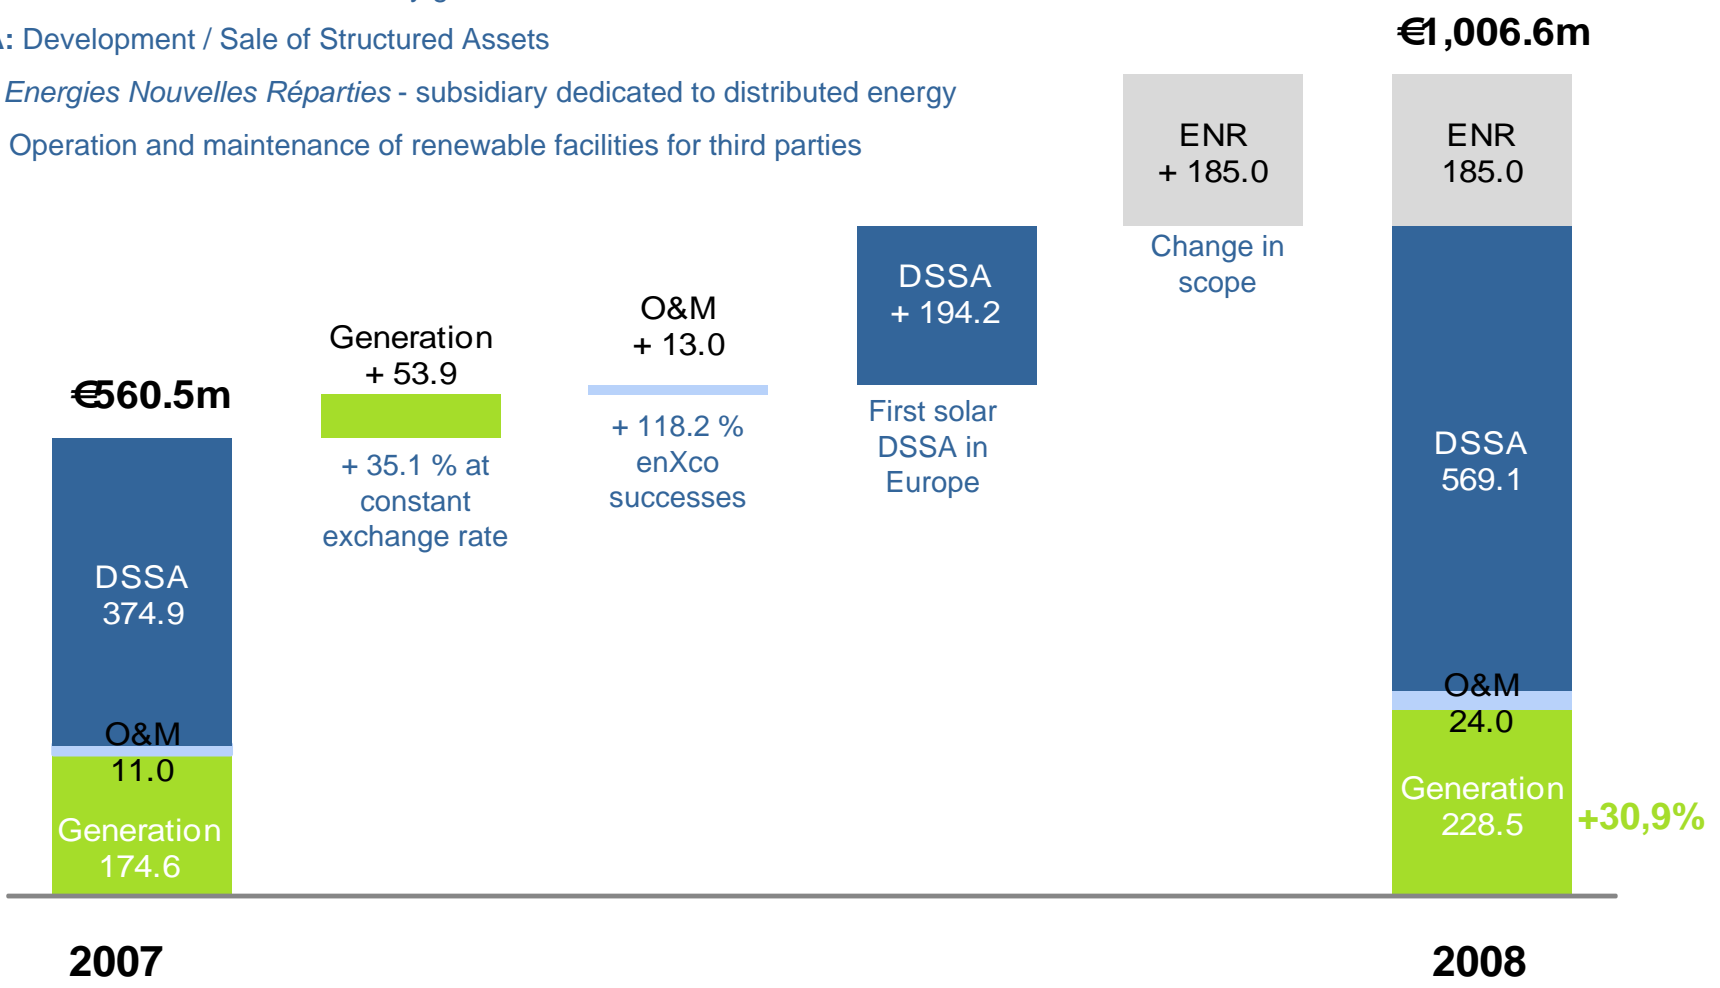 A: Development / Sale of Structured Assets
Energies Nouvelles Réparties - subsidiary dedicated to distributed energy
Operation and maintenance of renewable facilities for third parties
€1,006.6m
ENR
+ 185.0
ENR
185.0
Change in
scope
DSSA
+ 194.2
O&M
+ 13.0
Generation
+ 53.9
€560.5m
First solar
DSSA in
Europe
+ 118.2 %
enXco
successes
+ 35.1 % at
constant
exchange rate
DSSA
569.1
DSSA
374.9
O&M
24.0
O&M
11.0
Generation
228.5
+30,9%
Generation
174.6
2007
2008